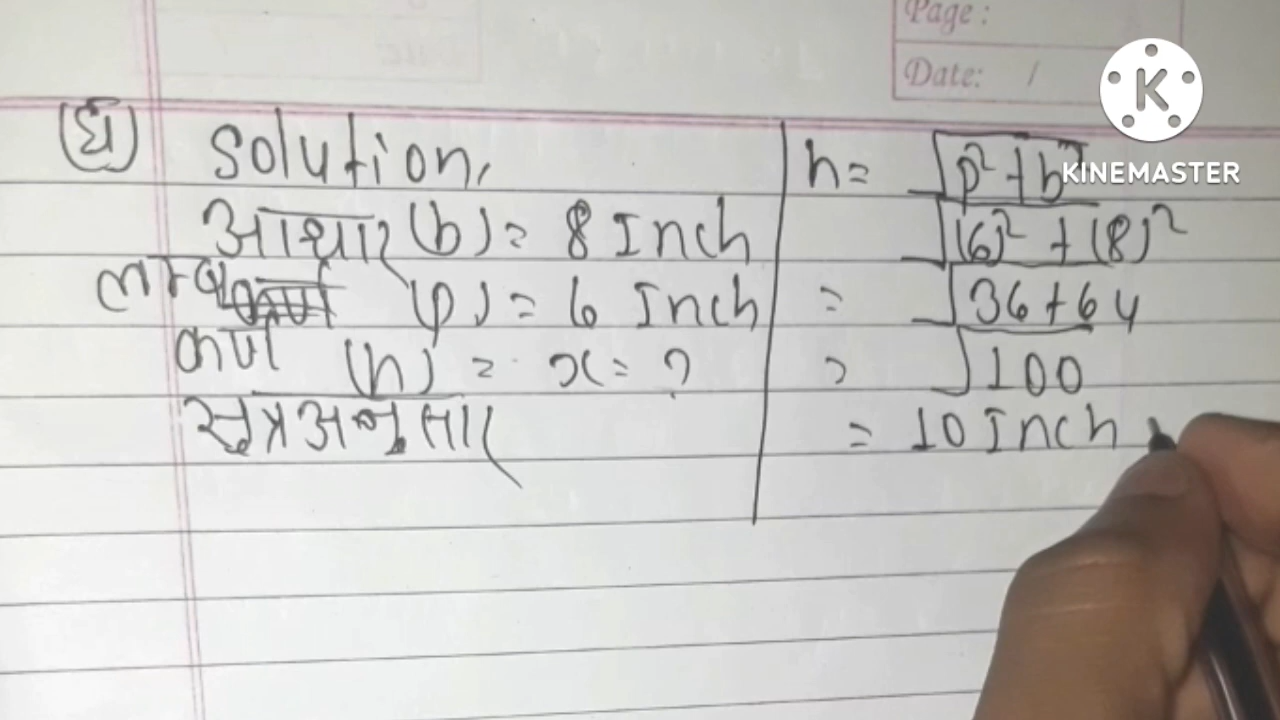 Page :
Date: /
K
KINEMASTER
(घ) Solution,
आधार (b) = 8 Inch
लम्ब (p) = 6 Inch
कर्ण (h) = x = ?
सुत्रअनुसार
h = √p² + b²
√(6)² + (8)²
= √36 + 64
= √100
= 10 Inch